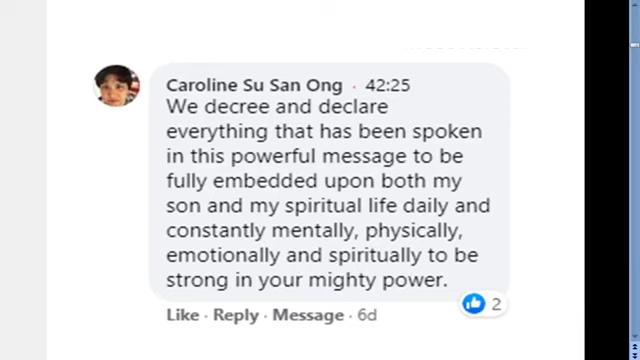 Caroline Su San Ong · 42:25
We decree and declare
everything that has been spoken
in this powerful message to be
fully embedded upon both my
son and my spiritual life daily and
constantly mentally, physically,
emotionally and spiritually to be
strong in your mighty power.
2
Like · Reply · Message · 6d